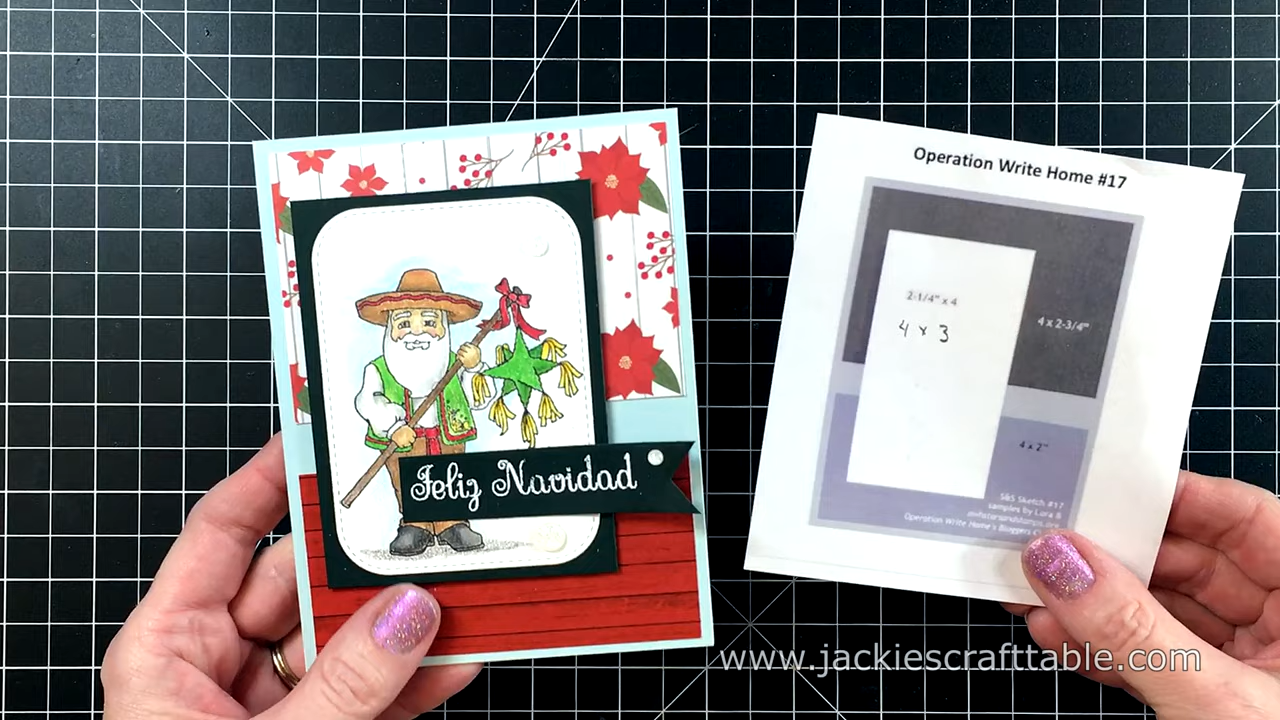 Feliz Navidad
Operation Write Home #17
2-1/4" x 4
4 x 3
4 x 2-3/4"
4 x 2"
S&S Sketch #17
samples by Lora @
Operation Write Home's Bloggers
www.jackiescrafttable.com